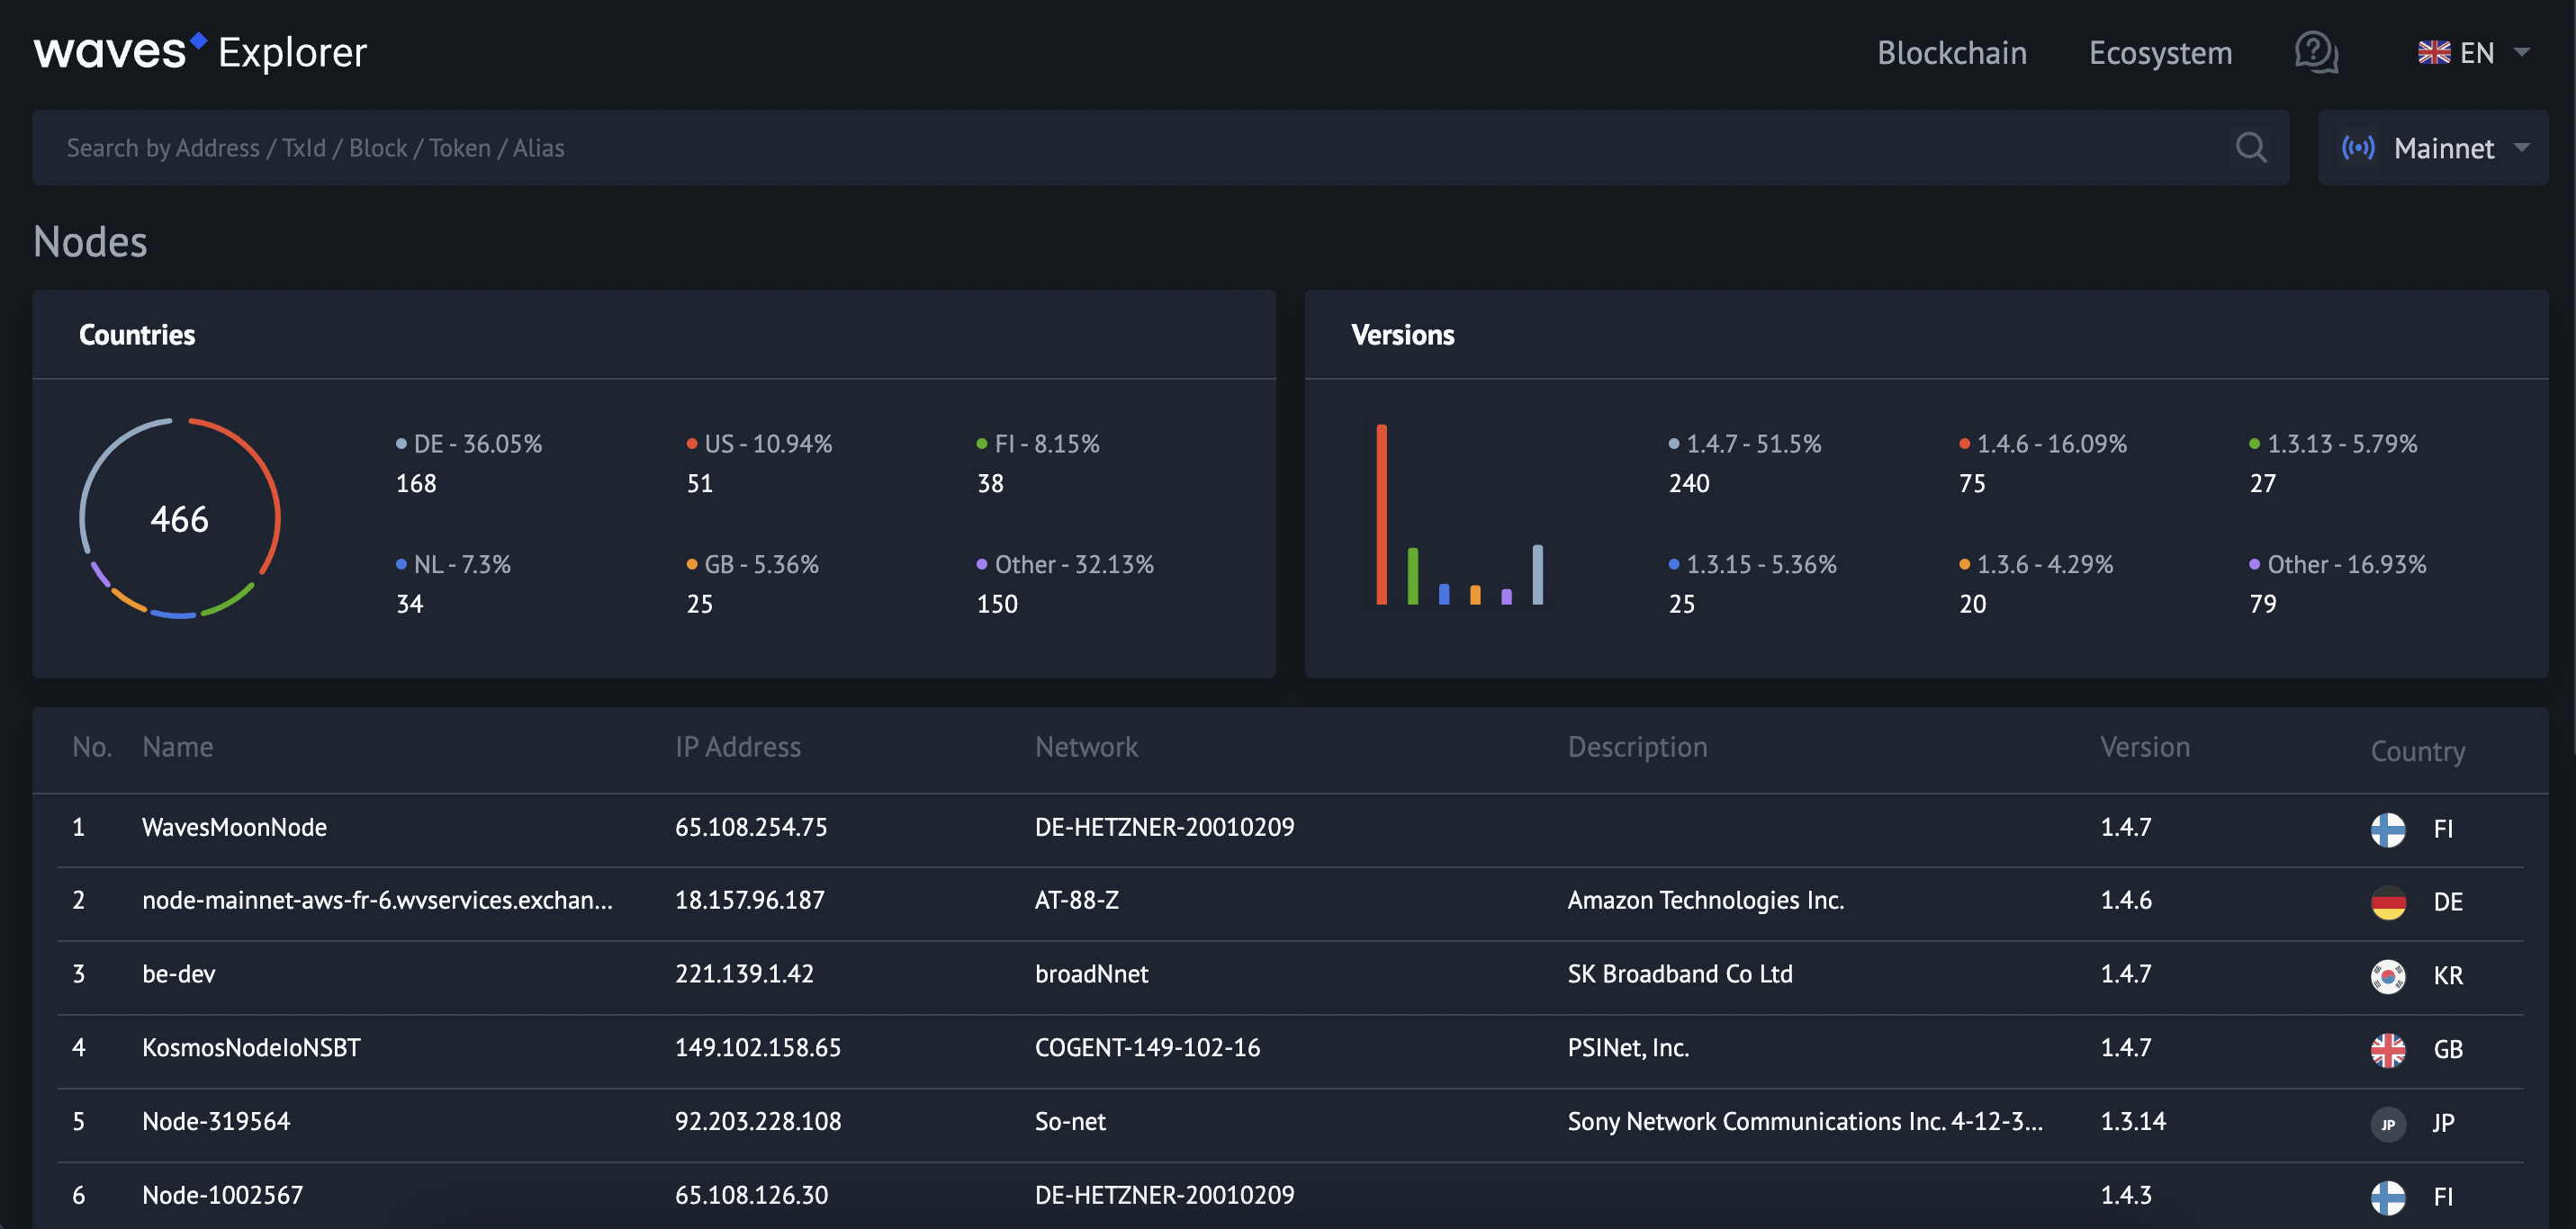 waves Explorer
Blockchain Ecosystem EN
Search by Address / TxId / Block / Token / Alias
Mainnet
Nodes
Countries
466
DE - 36.05%
168
US - 10.94%
51
FI - 8.15%
38
NL - 7.3%
34
GB - 5.36%
25
Other - 32.13%
150
Versions
1.4.7 - 51.5%
240
1.4.6 - 16.09%
75
1.3.13 - 5.79%
27
1.3.15 - 5.36%
25
1.3.6 - 4.29%
20
Other - 16.93%
79
No. Name IP Address Network Description Version Country
1 WavesMoonNode 65.108.254.75 DE-HETZNER-20010209 1.4.7 FI
2 node-mainnet-aws-fr-6.wvservices.exchan... 18.157.96.187 AT-88-Z Amazon Technologies Inc. 1.4.6 DE
3 be-dev 221.139.1.42 broadNnet SK Broadband Co Ltd 1.4.7 KR
4 KosmosNodeIoNSBT 149.102.158.65 COGENT-149-102-16 PSINet, Inc. 1.4.7 GB
5 Node-319564 92.203.228.108 So-net Sony Network Communications Inc. 4-12-3... 1.3.14 JP JP
6 Node-1002567 65.108.126.30 DE-HETZNER-20010209 1.4.3 FI